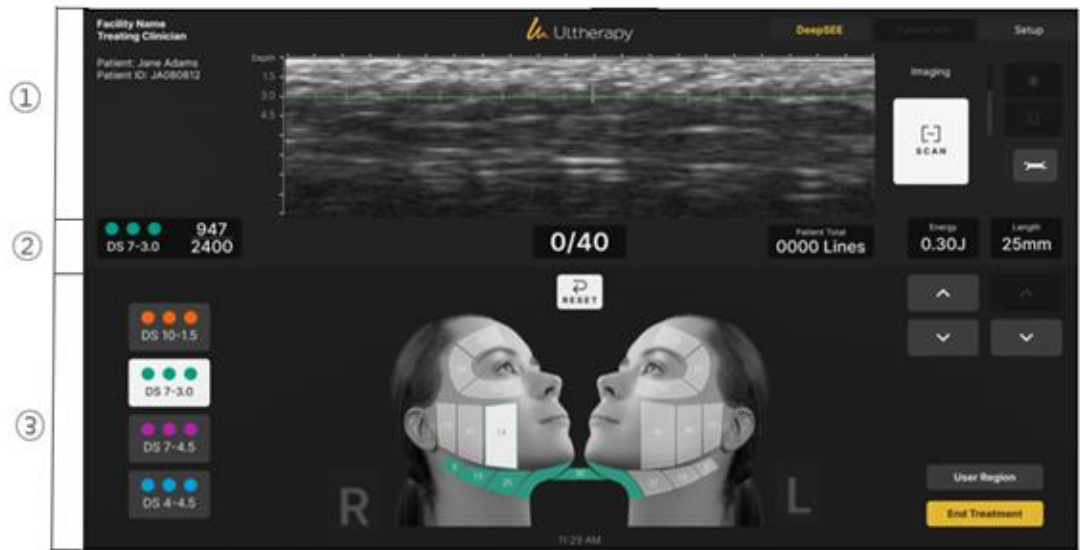 ①
Facility Name
Treating Clinician
Patient: Jane Adams
Patient ID: JA080812
Ultherapy
DeepSEE
Setup
Depth
1.5
3.0
4.5
Imaging
SCAN
②
DS 7-3.0
947
2400
0/40
Patient Total
0000 Lines
Energy
0.30J
Length
25mm
③
RESET
DS 10-1.5
DS 7-3.0
DS 7-4.5
DS 4-4.5
R
L
User Region
End Treatment
11:29 AM